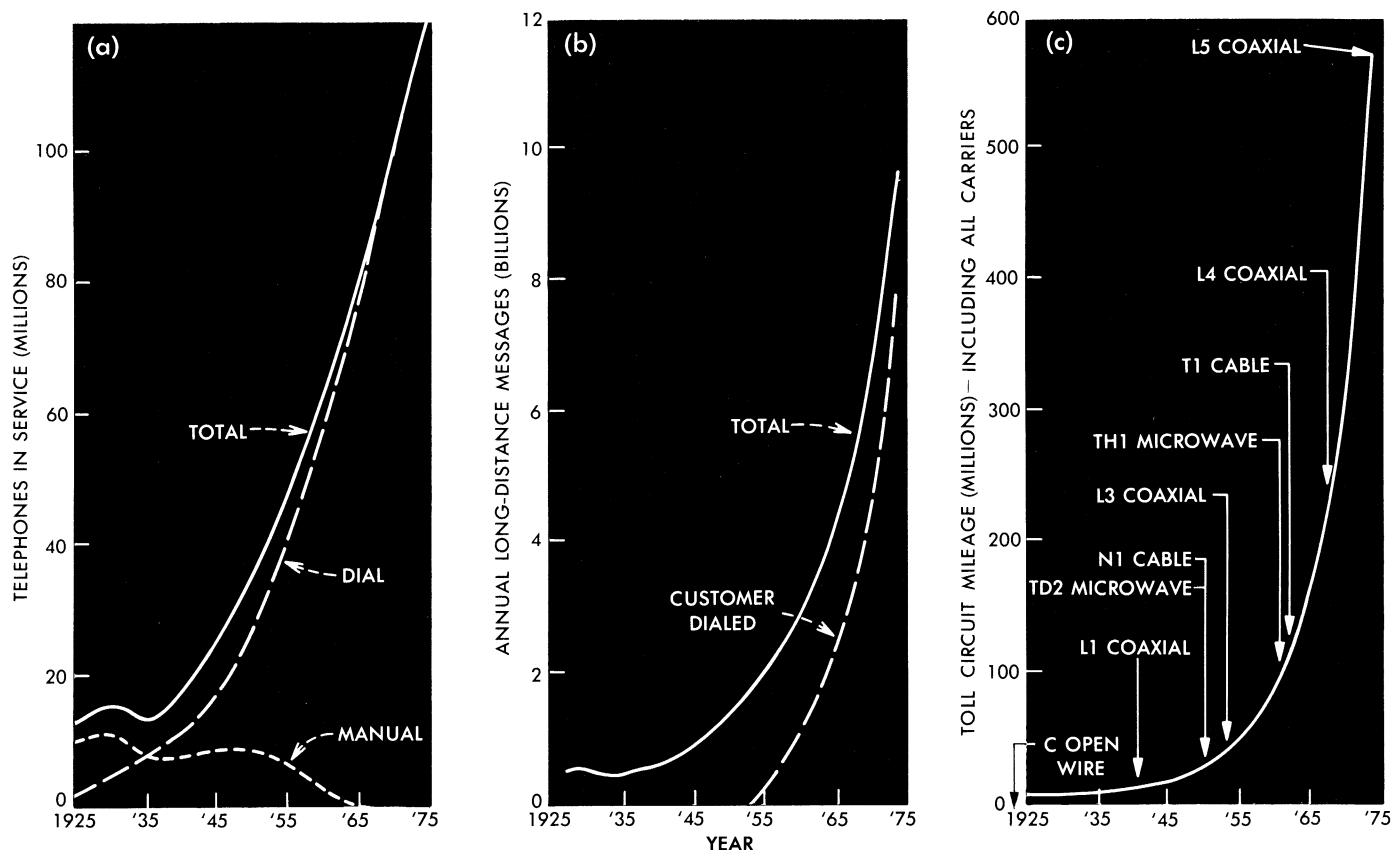 (a)
TELEPHONES IN SERVICE (MILLIONS)
100
80
60
40
20
0
TOTAL
DIAL
MANUAL
1925
'35
'45
'55
'65
'75
(b)
ANNUAL LONG-DISTANCE MESSAGES (BILLIONS)
12
10
8
6
4
2
0
TOTAL
CUSTOMER
DIALED
1925
'35
'45
'55
'65
'75
YEAR
(c)
TOLL CIRCUIT MILEAGE (MILLIONS) — INCLUDING ALL CARRIERS
600
500
400
300
200
100
0
L5 COAXIAL
L4 COAXIAL
T1 CABLE
TH1 MICROWAVE
L3 COAXIAL
N1 CABLE
TD2 MICROWAVE
L1 COAXIAL
C OPEN
WIRE
1925
'35
'45
'55
'65
'75